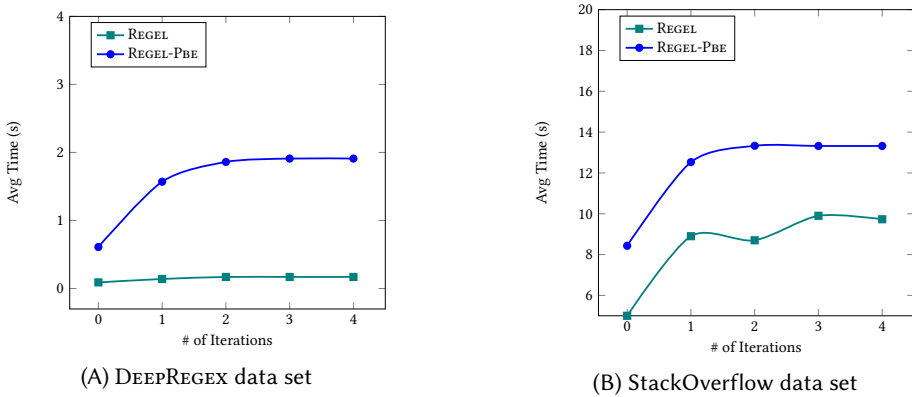 4
3
2
1
0
Avg Time (s)
REGEL
REGEL-PBE
0 1 2 3 4
# of Iterations
(A) DEEPREGEX data set
20
18
16
14
12
10
8
6
Avg Time (s)
REGEL
REGEL-PBE
0 1 2 3 4
# of Iterations
(B) StackOverflow data set